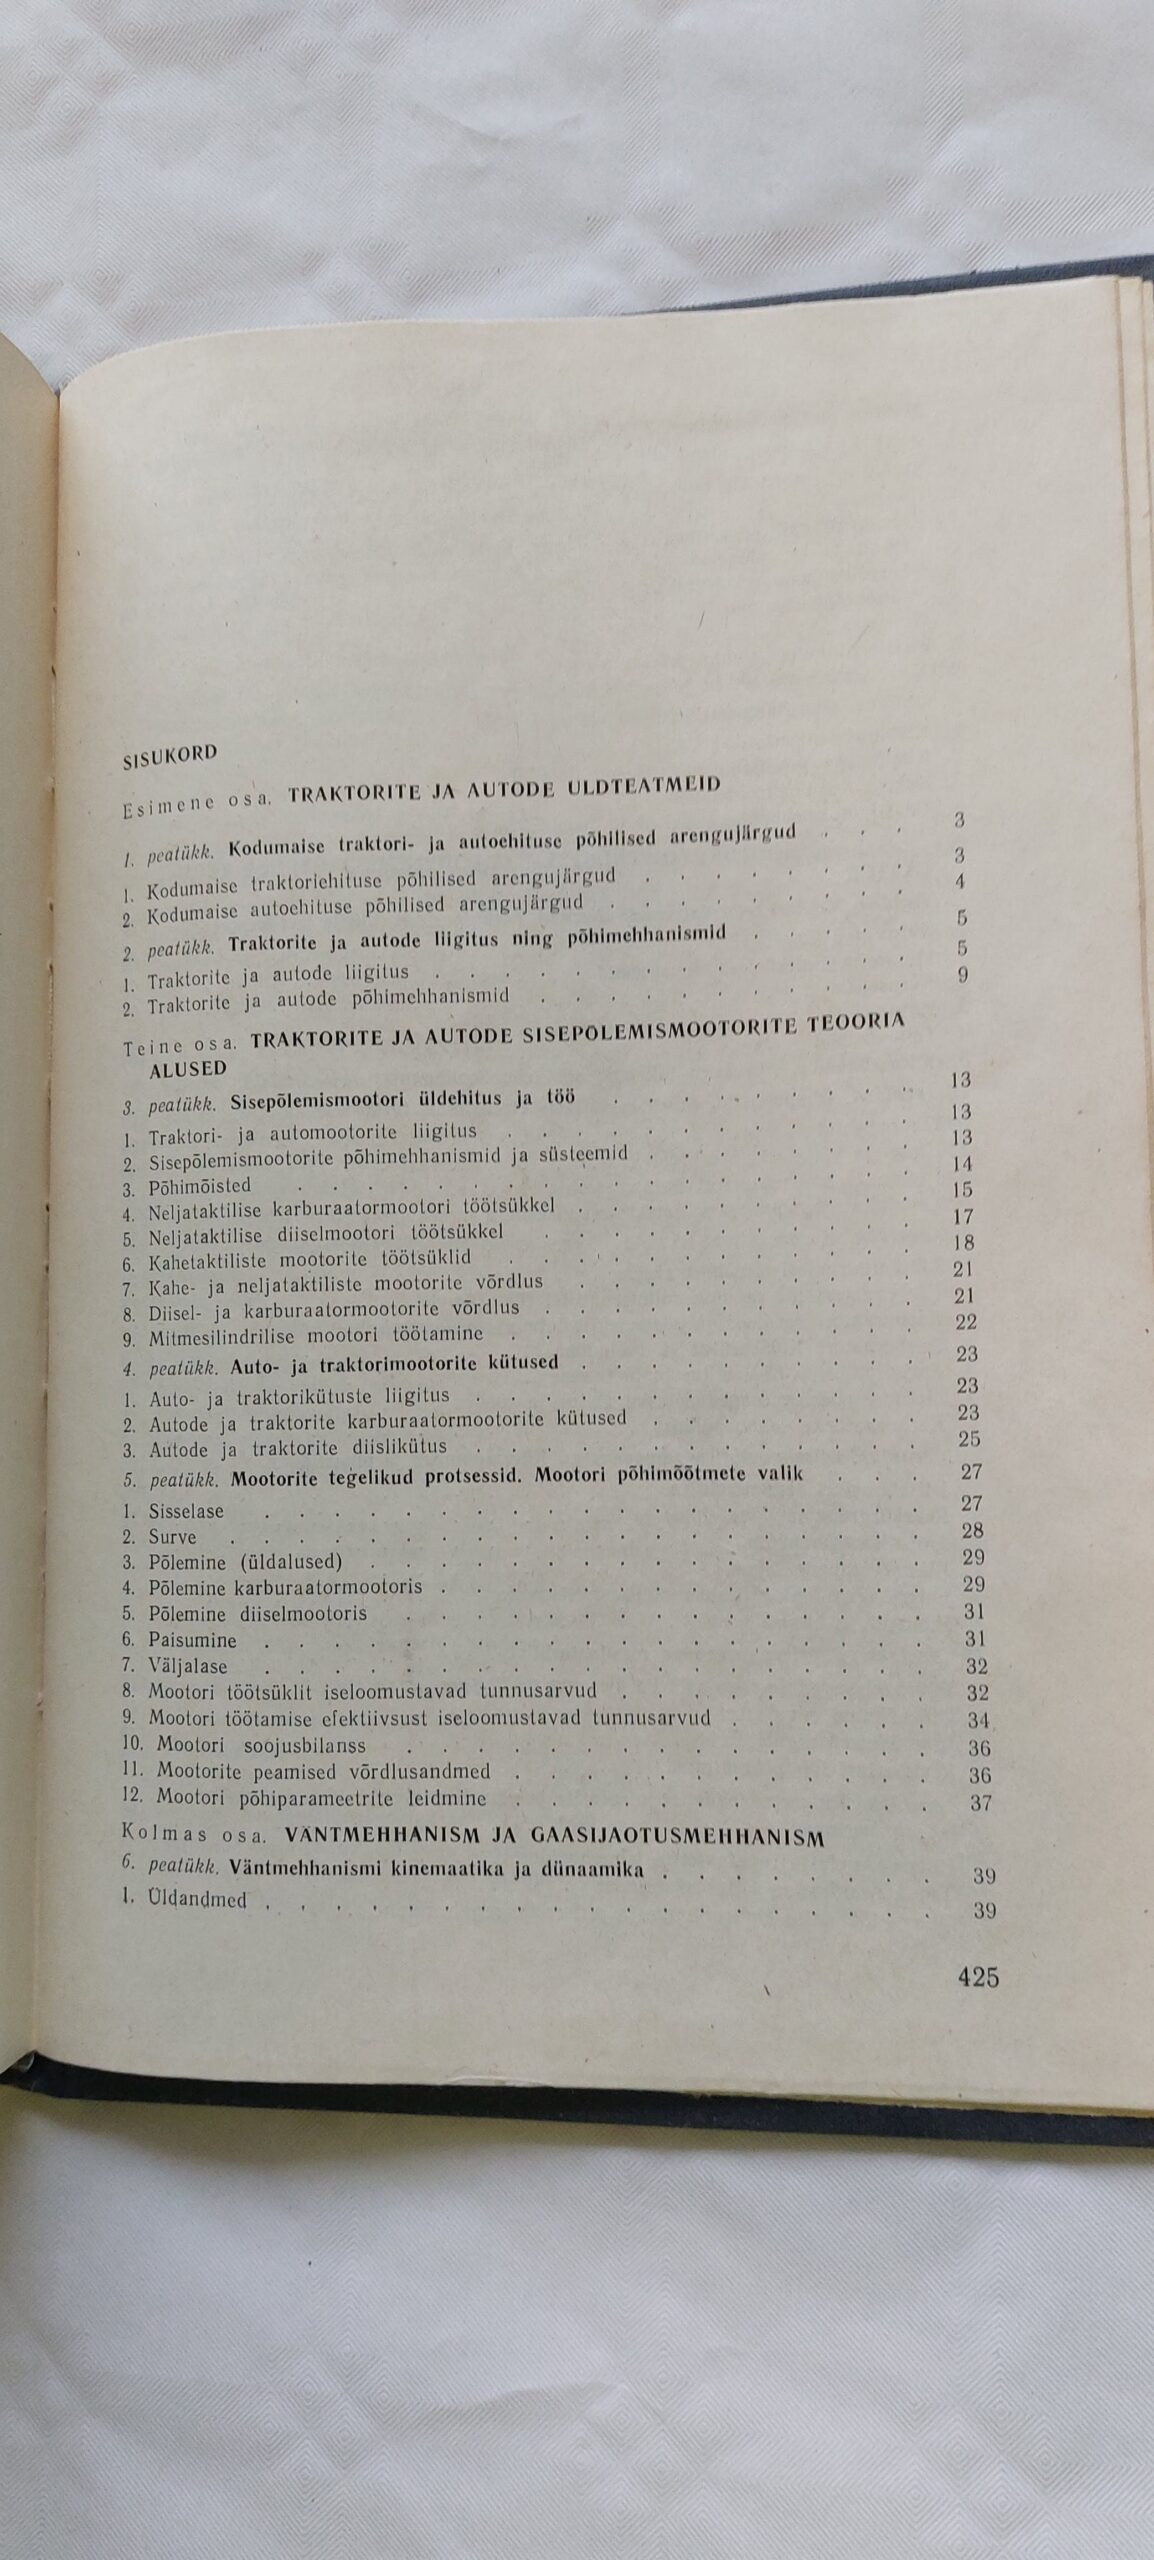 SISUKORD
Esimene osa. TRAKTORITE JA AUTODE ULDTEATMEID
1. peatükk. Kodumaise traktori- ja autoehituse põhilised arengujärgud . . . 3
1. Kodumaise traktoriehituse põhilised arengujärgud . . . . . . . . 3
2. Kodumaise autoehituse põhilised arengujärgud . . . . . . . . . 4
2. peatükk. Traktorite ja autode liigitus ning põhimehhanismid . . . . . 5
1. Traktorite ja autode liigitus . . . . . . . . . . . . . . 5
2. Traktorite ja autode põhimehhanismid . . . . . . . . . . . 9
Teine osa. TRAKTORITE JA AUTODE SISEPOLEMISMOOTORITE TEOORIA
ALUSED
3. peatükk. Sisepõlemismootori üldehitus ja töö . . . . . . . . . 13
1. Traktori- ja automootorite liigitus . . . . . . . . . . . . 13
2. Sisepõlemismootorite põhimehhanismid ja süsteemid . . . . . . . . 13
3. Põhimõisted . . . . . . . . . . . . . . . . . . 14
4. Neljataktilise karburaatormootori töötsükkel . . . . . . . . . . 15
5. Neljataktilise diiselmootori töötsükkel . . . . . . . . . . . 17
6. Kahetaktiliste mootorite töötsüklid . . . . . . . . . . . . 18
7. Kahe- ja neljataktiliste mootorite võrdlus . . . . . . . . . . 21
8. Diisel- ja karburaatormootorite võrdlus . . . . . . . . . . . 21
9. Mitmesilindrilise mootori töötamine . . . . . . . . . . . . 22
4. peatükk. Auto- ja traktorimootorite kütused . . . . . . . . . . 23
1. Auto- ja traktorikütuste liigitus . . . . . . . . . . . . . 23
2. Autode ja traktorite karburaatormootorite kütused . . . . . . . . 23
3. Autode ja traktorite diislikütus . . . . . . . . . . . . . 25
5. peatükk. Mootorite tegelikud protsessid. Mootori põhimõõtmete valik . . . 27
1. Sisselase . . . . . . . . . . . . . . . . . . . 27
2. Surve . . . . . . . . . . . . . . . . . . . . 28
3. Põlemine (üldalused) . . . . . . . . . . . . . . . . 29
4. Põlemine karburaatormootoris . . . . . . . . . . . . . . 29
5. Põlemine diiselmootoris . . . . . . . . . . . . . . . 31
6. Paisumine . . . . . . . . . . . . . . . . . . . 31
7. Väljalase . . . . . . . . . . . . . . . . . . . 32
8. Mootori töötsüklit iseloomustavad tunnusarvud . . . . . . . . . 32
9. Mootori töötamise efektiivsust iseloomustavad tunnusarvud . . . . . . 34
10. Mootori soojusbilanss . . . . . . . . . . . . . . . 36
11. Mootorite peamised võrdlusandmed . . . . . . . . . . . . 36
12. Mootori põhiparameetrite leidmine . . . . . . . . . . . . 37
Kolmas osa. VÄNTMEHHANISM JA GAASIJAOTUSMEHHANISM
6. peatükk. Väntmehhanismi kinemaatika ja dünaamika . . . . . . . . 39
1. Üldandmed . . . . . . . . . . . . . . . . . . . 39
425